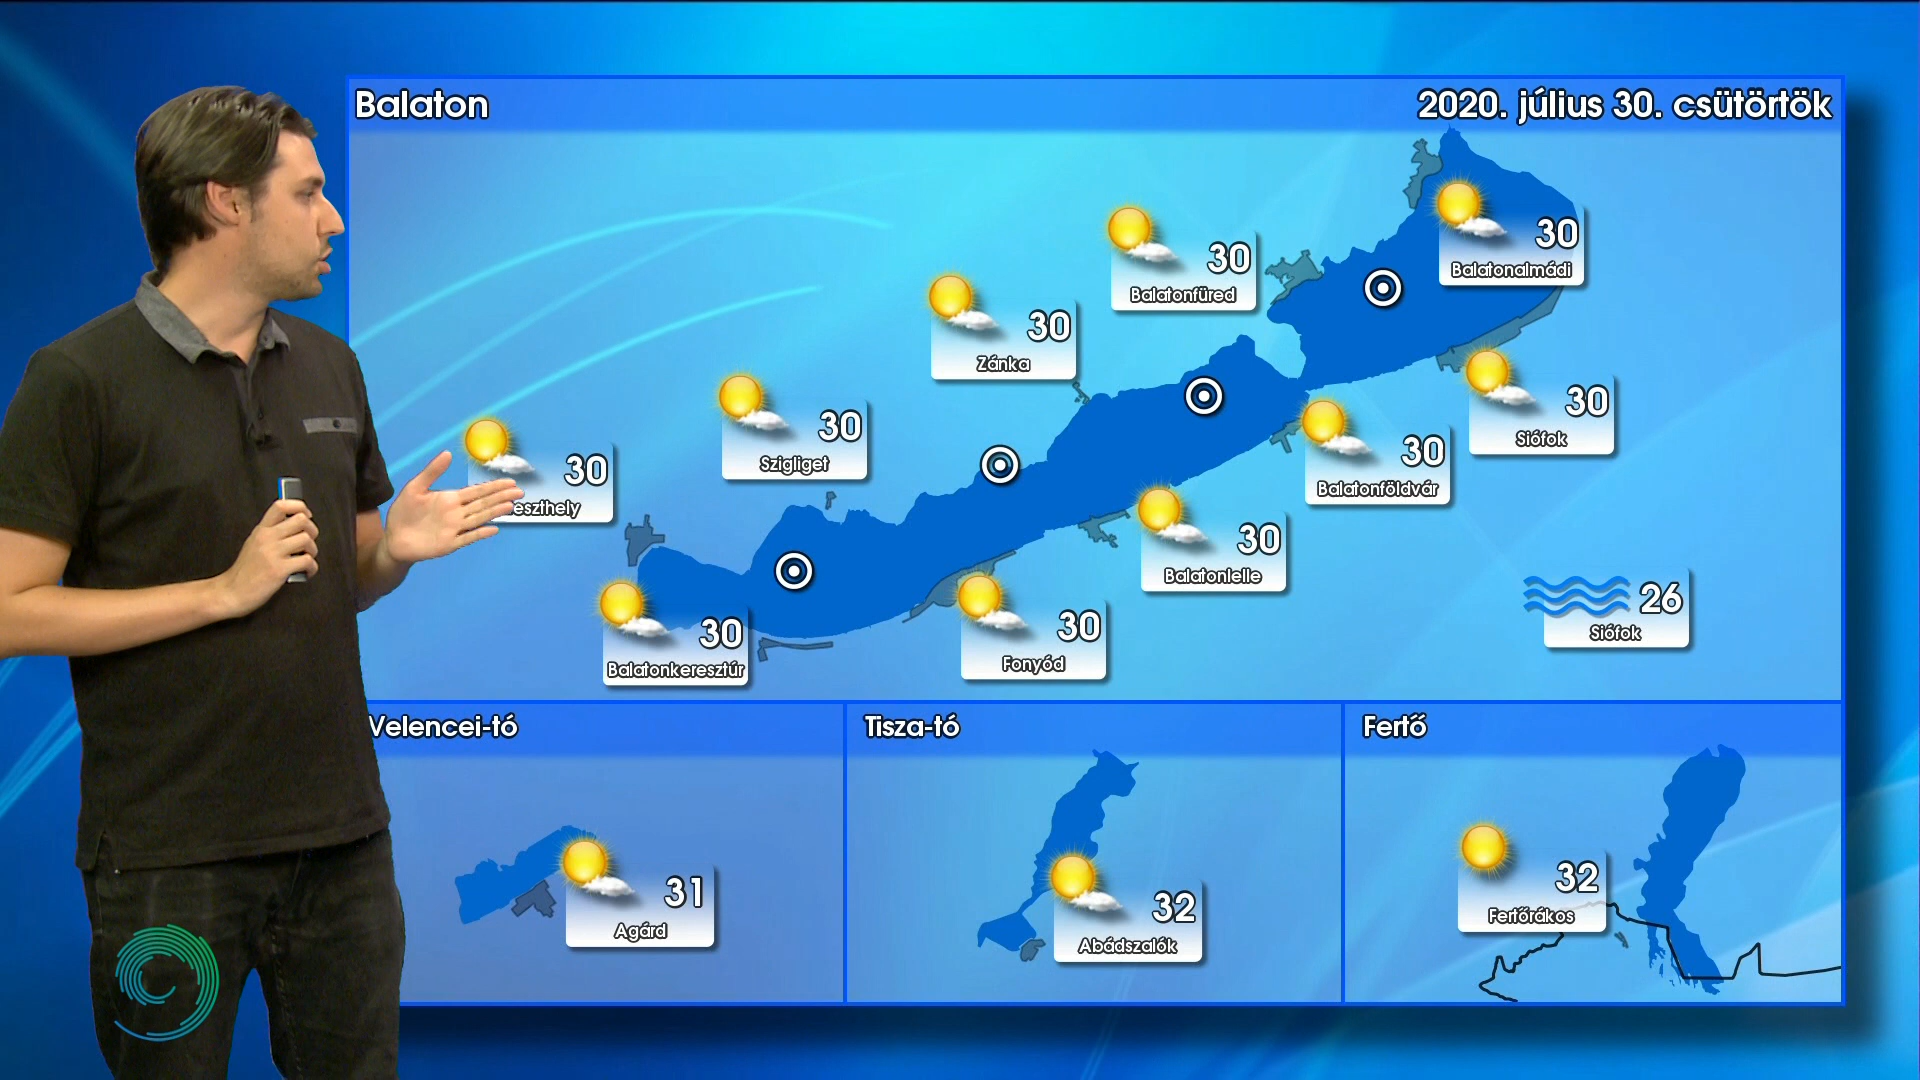 Balaton
2020. július 30. csütörtök
30
Balatonalmádi
30
Balatonfüred
30
Zánka
30
Siófok
30
Szigliget
30
Balatonföldvár
30
eszthely
30
Balatonlelle
26
Siófok
30
Balatonkeresztúr
30
Fonyód
Velencei-tó
Tisza-tó
Fertő
31
Agárd
32
Abádszalók
32
Fertőrákos